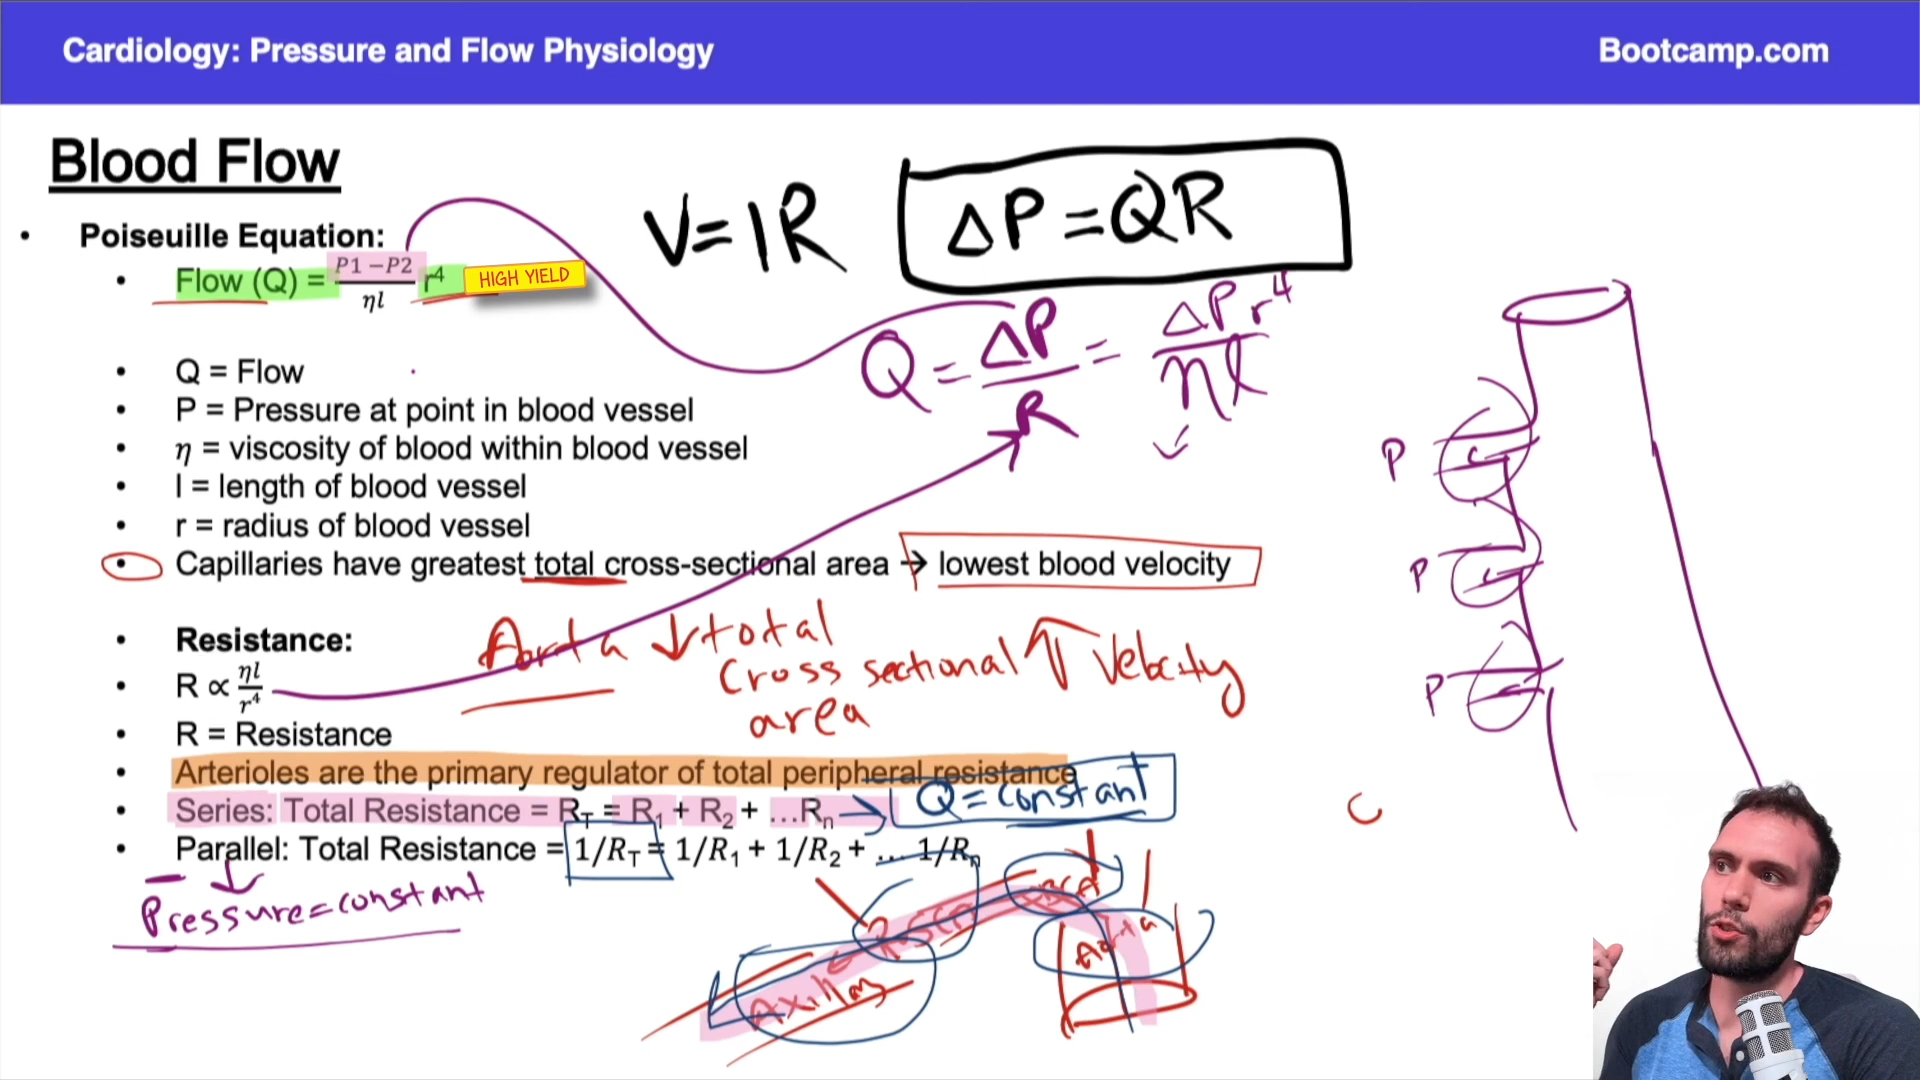 Cardiology: Pressure and Flow Physiology
Bootcamp.com
Blood Flow
V=IR
ΔP=QR
• Poiseuille Equation:
• Flow (Q) = P1−P2/ηl r⁴ HIGH YIELD
Q = ΔP/R = ΔPr⁴/ηl
• Q = Flow
• P = Pressure at point in blood vessel
• η = viscosity of blood within blood vessel
• l = length of blood vessel
• r = radius of blood vessel
• Capillaries have greatest total cross-sectional area → lowest blood velocity
P
P
P
• Resistance:
Aorta ↓ total
cross sectional ↑ Velocity
area
• R ∝ ηl/r⁴
• R = Resistance
• Arterioles are the primary regulator of total peripheral resistance
• Series: Total Resistance = R_T = R₁ + R₂ + …Rₙ → Q = constant
• Parallel: Total Resistance = 1/R_T = 1/R₁ + 1/R₂ + … 1/Rₙ
↓
Pressure=constant
Aorta
Axillary